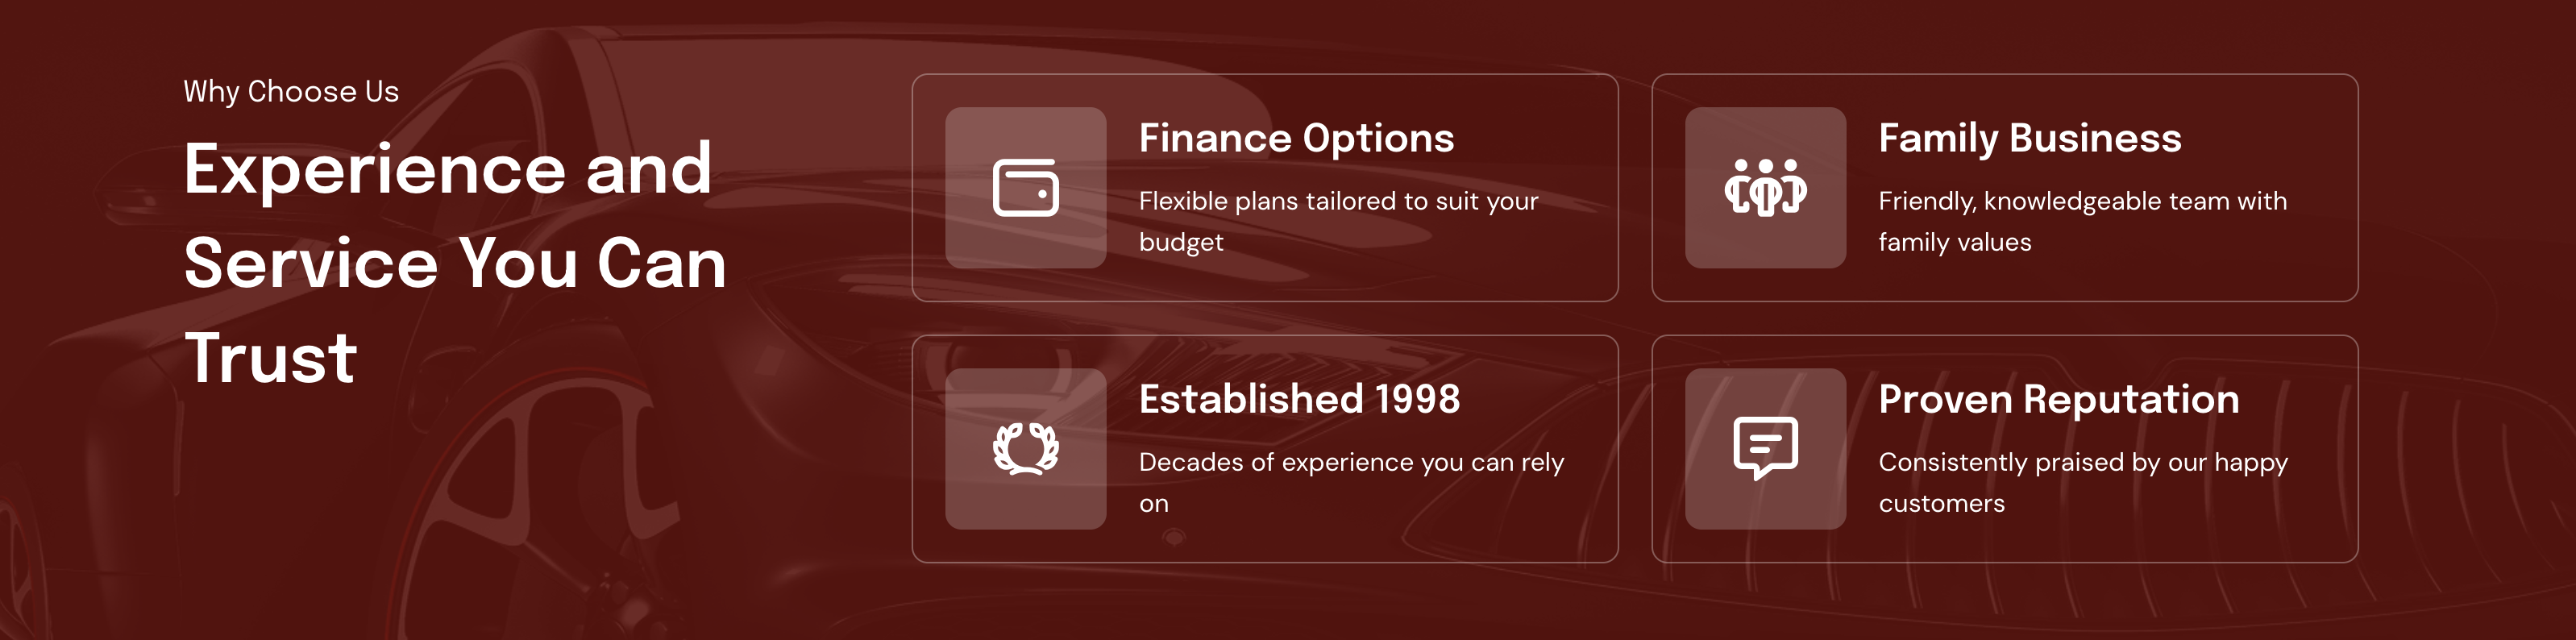 Why Choose Us
Experience and
Service You Can
Trust
Finance Options
Flexible plans tailored to suit your
budget
Family Business
Friendly, knowledgeable team with
family values
Established 1998
Decades of experience you can rely
on
Proven Reputation
Consistently praised by our happy
customers